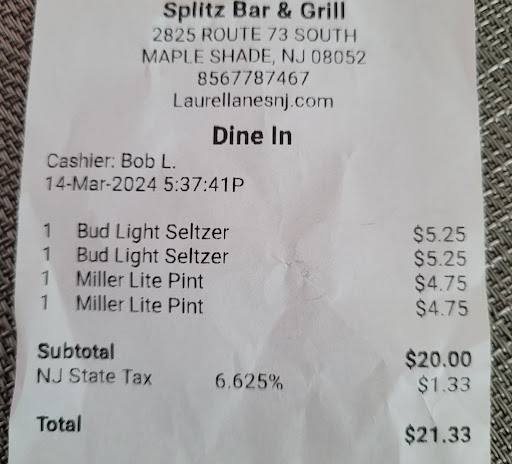 Splitz Bar & Grill
2825 ROUTE 73 SOUTH
MAPLE SHADE, NJ 08052
8567787467
Laurellanesnj.com
Dine In
Cashier: Bob L.
14-Mar-2024 5:37:41P
1 Bud Light Seltzer $5.25
1 Bud Light Seltzer $5.25
1 Miller Lite Pint $4.75
1 Miller Lite Pint $4.75
Subtotal $20.00
NJ State Tax 6.625% $1.33
Total $21.33